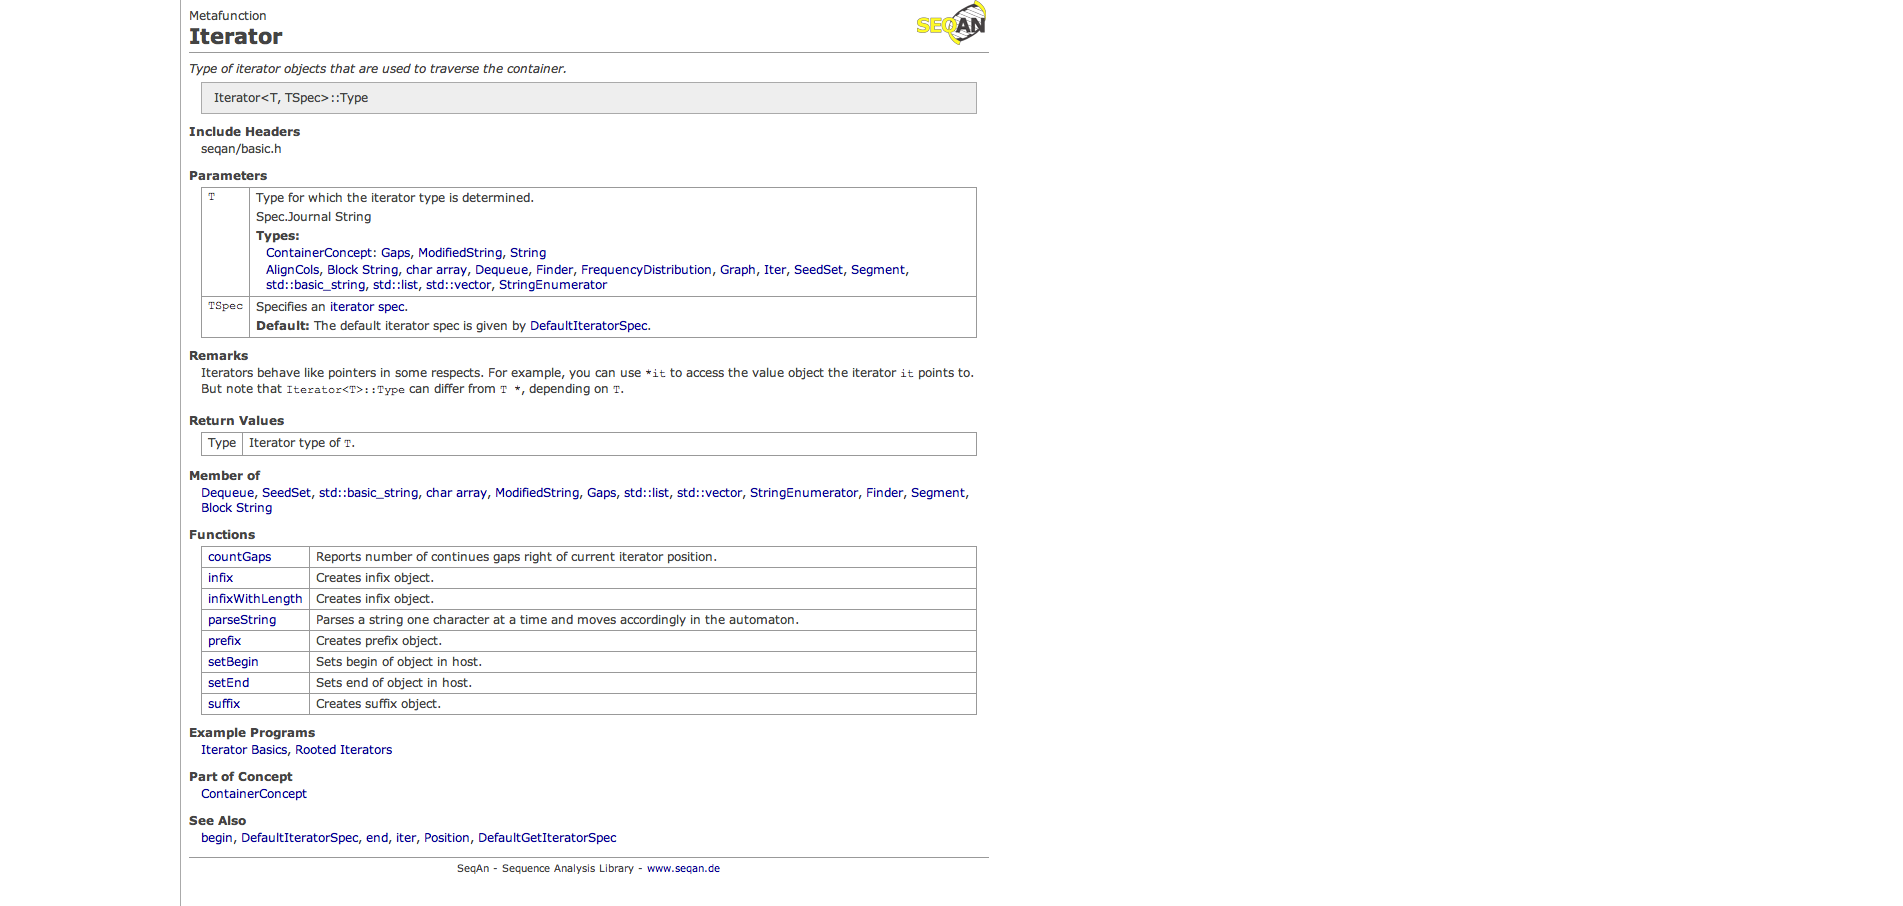 Metafunction
Iterator
SEQAN
Type of iterator objects that are used to traverse the container.
Iterator<T, TSpec>::Type
Include Headers
seqan/basic.h
Parameters
T Type for which the iterator type is determined.
Spec.Journal String
Types:
ContainerConcept: Gaps, ModifiedString, String
AlignCols, Block String, char array, Dequeue, Finder, FrequencyDistribution, Graph, Iter, SeedSet, Segment,
std::basic_string, std::list, std::vector, StringEnumerator
TSpec Specifies an iterator spec.
Default: The default iterator spec is given by DefaultIteratorSpec.
Remarks
Iterators behave like pointers in some respects. For example, you can use *it to access the value object the iterator it points to.
But note that Iterator<T>::Type can differ from T *, depending on T.
Return Values
Type Iterator type of T.
Member of
Dequeue, SeedSet, std::basic_string, char array, ModifiedString, Gaps, std::list, std::vector, StringEnumerator, Finder, Segment,
Block String
Functions
countGaps Reports number of continues gaps right of current iterator position.
infix Creates infix object.
infixWithLength Creates infix object.
parseString Parses a string one character at a time and moves accordingly in the automaton.
prefix Creates prefix object.
setBegin Sets begin of object in host.
setEnd Sets end of object in host.
suffix Creates suffix object.
Example Programs
Iterator Basics, Rooted Iterators
Part of Concept
ContainerConcept
See Also
begin, DefaultIteratorSpec, end, iter, Position, DefaultGetIteratorSpec
SeqAn - Sequence Analysis Library - www.seqan.de